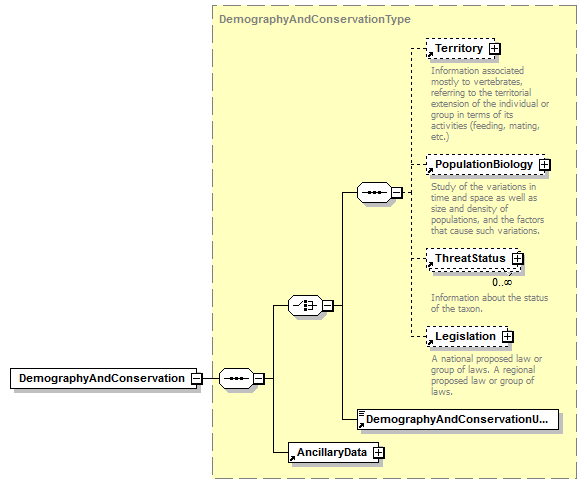 DemographyAndConservationType
Territory
Information associated
mostly to vertebrates,
referring to the territorial
extension of the individual or
group in terms of its
activities (feeding, mating,
etc.)
PopulationBiology
Study of the variations in
time and space as well as
size and density of
populations, and the factors
that cause such variations.
ThreatStatus
0..∞
Information about the status
of the taxon.
Legislation
A national proposed law or
group of laws. A regional
proposed law or group of
laws.
DemographyAndConservation
DemographyAndConservationU...
AncillaryData